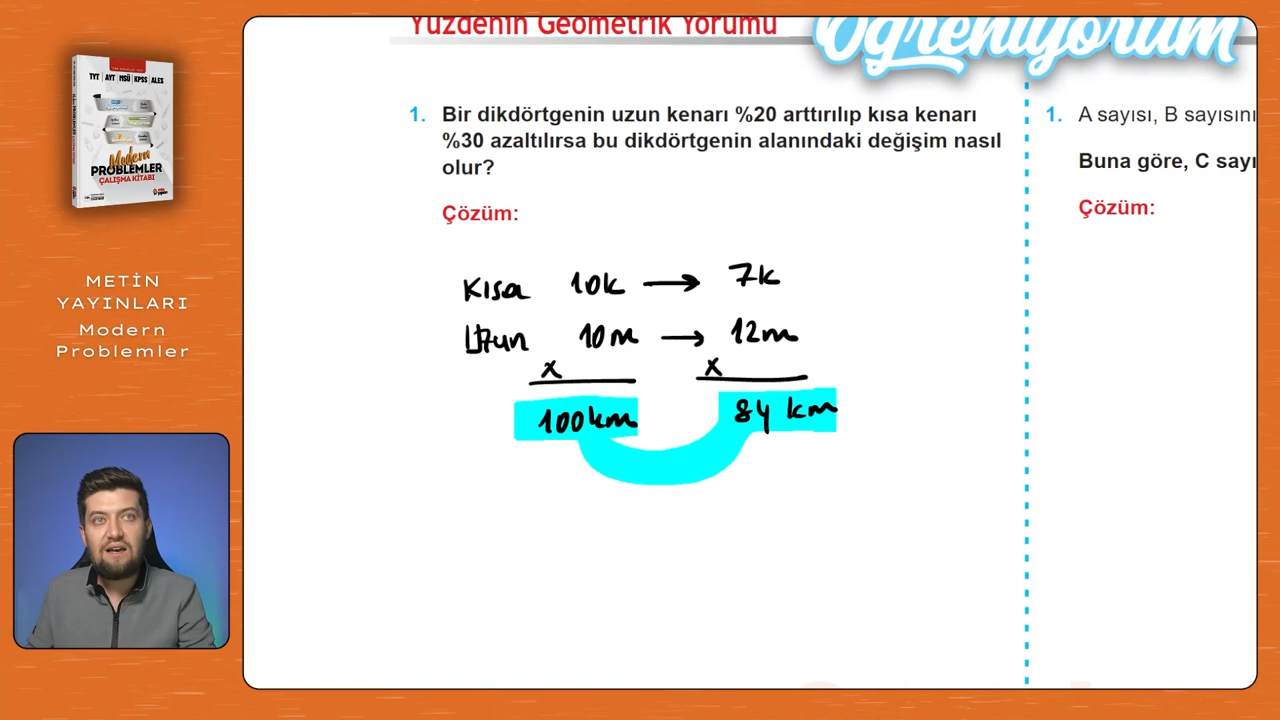 TYT | AYT | MSÜ | KPSS | ALES
Modern
PROBLEMLER
ÇALIŞMA KİTABI
METİN
YAYINLARI
Modern
Problemler
Yüzdenin Geometrik Yorumu
Öğreniyorum
1. Bir dikdörtgenin uzun kenarı %20 arttırılıp kısa kenarı
%30 azaltılırsa bu dikdörtgenin alanındaki değişim nasıl
olur?
Çözüm:
Kısa 10k → 7k
Uzun 10m → 12m
x x
100km 84 km
1. A sayısı, B sayısını
Buna göre, C sayı
Çözüm: